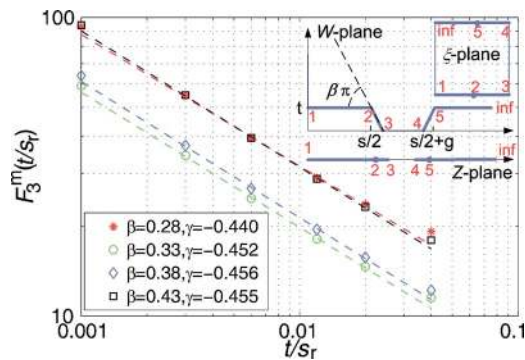 100
10
F₃ᵐ(t/sᵣ)
0.001
0.01
0.1
t/sᵣ
β=0.28,γ=-0.440
β=0.33,γ=-0.452
β=0.38,γ=-0.456
β=0.43,γ=-0.455
W-plane
βπ
t
1
2
3
4
5
inf
s/2
s/2+g
inf
5
4
ξ-plane
1
2
3
1
inf
2
3
4
5
Z-plane